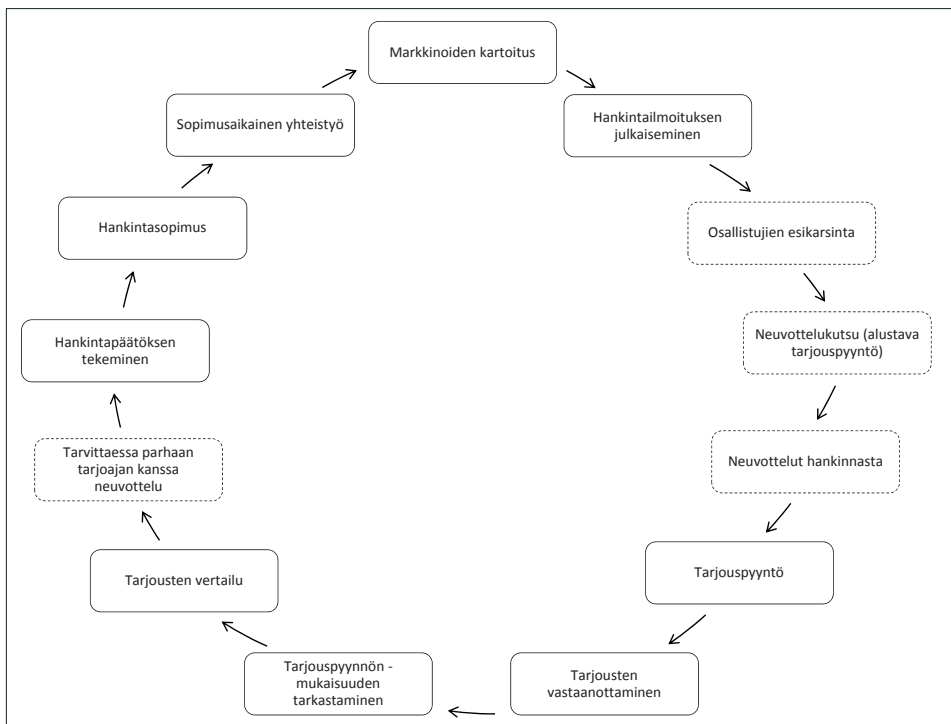 Markkinoiden kartoitus
Hankintailmoituksen
julkaiseminen
Osallistujien esikarsinta
Neuvottelukutsu (alustava
tarjouspyyntö)
Neuvottelut hankinnasta
Tarjouspyyntö
Tarjousten
vastaanottaminen
Tarjouspyynnön -
mukaisuuden
tarkastaminen
Tarjousten vertailu
Tarvittaessa parhaan
tarjoajan kanssa
neuvottelu
Hankintapäätöksen
tekeminen
Hankintasopimus
Sopimusaikainen yhteistyö